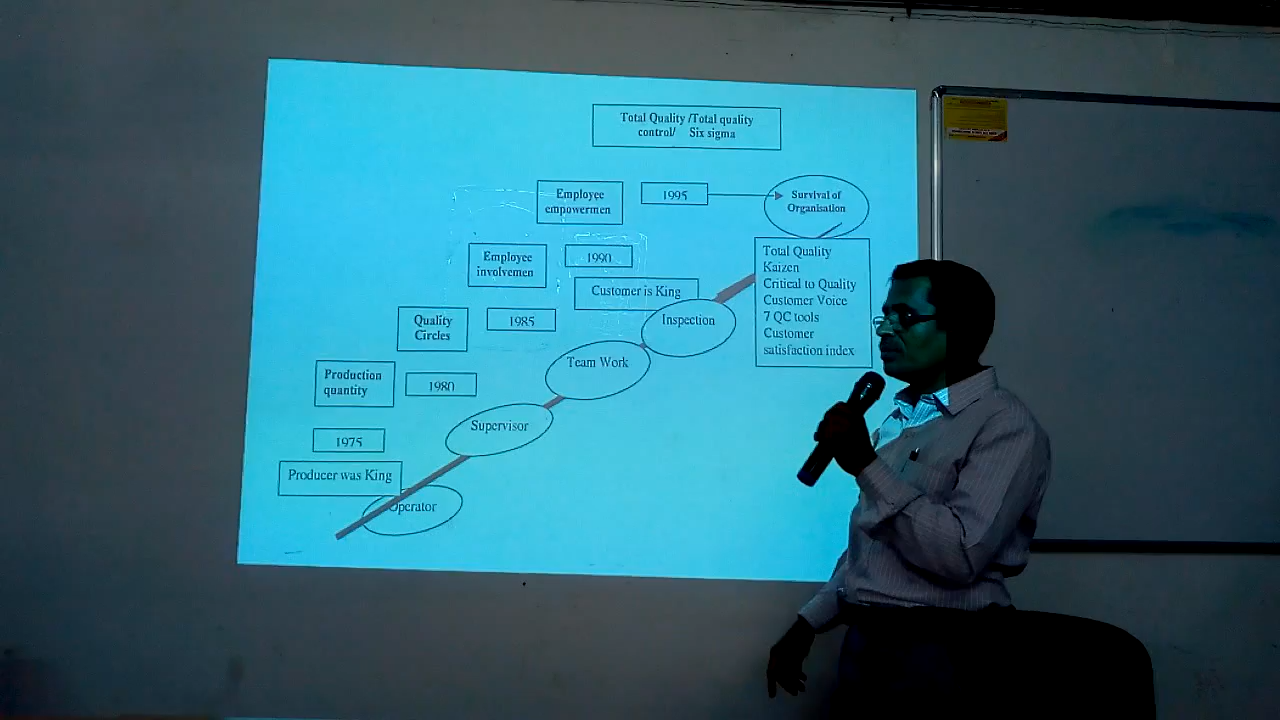 Total Quality /Total quality
control/ Six sigma
Employee
empowermen
1995
Survival of
Organisation
Employee
involvemen
1990
Total Quality
Kaizen
Critical to Quality
Customer Voice
7 QC tools
Customer
satisfaction index
Customer is King
Quality
Circles
1985
Inspection
Production
quantity
1980
Team Work
1975
Supervisor
Producer was King
Operator